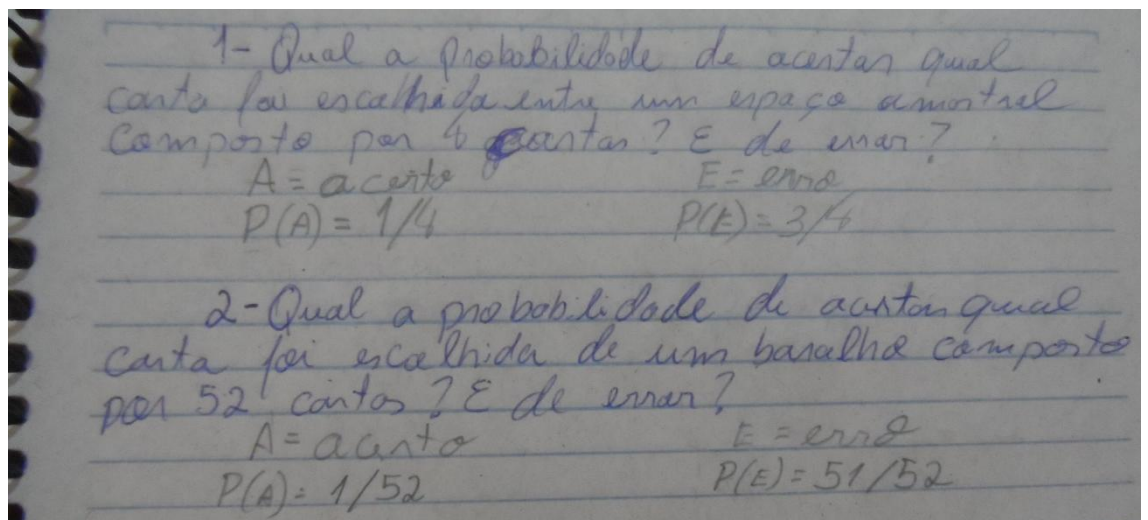 1- Qual a probabilidade de acertar qual
carta foi escolhida entre um espaço amostral
composto por 4 cartas? E de errar?
A = acerto E = erro
P(A) = 1/4 P(E) = 3/4
2- Qual a probabilidade de acertar qual
carta foi escolhida de um baralho composto
por 52 cartas? E de errar?
A = acerto E = erro
P(A) = 1/52 P(E) = 51/52